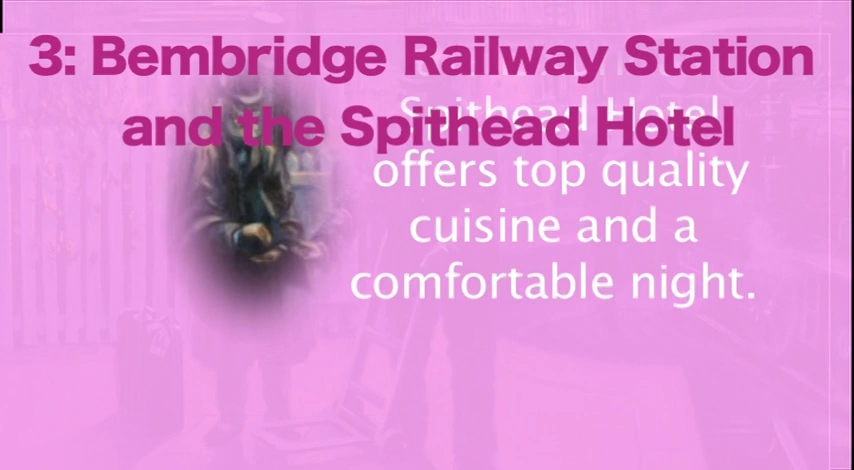 3: Bembridge Railway Station
and the Spithead Hotel
Spithead Hotel
offers top quality
cuisine and a
comfortable night.